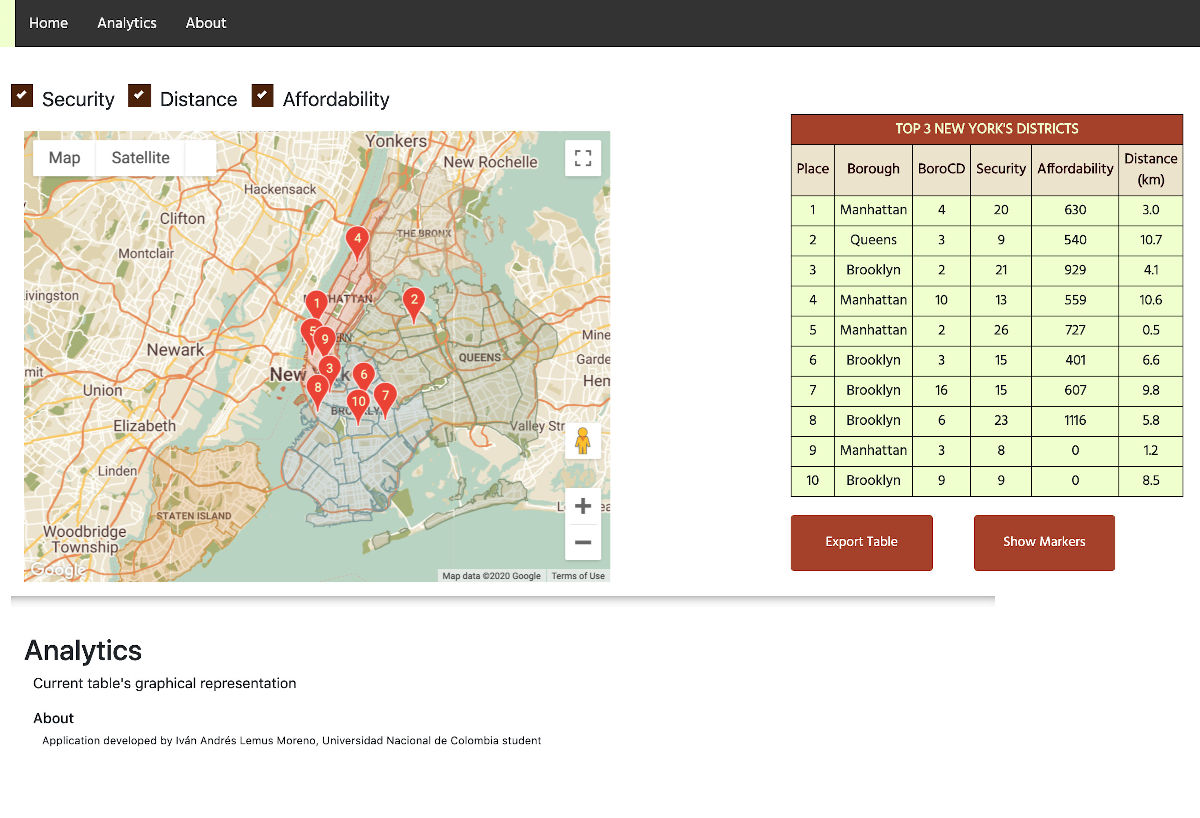 Home Analytics About
Security Distance Affordability
Map Satellite
Yonkers
New Rochelle
Hackensack
Clifton
THE BRONX
Montclair
4
ivingston
1
HATTAN
2
5
9
Mine
Newark
QUEENS
Garde
mit
New
k
3
6
Hem
Union
8
10
7
BRO
LY
Elizabeth
Valley Str
Linden
STATEN ISLAND
Woodbridge
Township
Google
Map data ©2020 Google Terms of Use
TOP 3 NEW YORK'S DISTRICTS
Place Borough BoroCD Security Affordability Distance (km)
1 Manhattan 4 20 630 3.0
2 Queens 3 9 540 10.7
3 Brooklyn 2 21 929 4.1
4 Manhattan 10 13 559 10.6
5 Manhattan 2 26 727 0.5
6 Brooklyn 3 15 401 6.6
7 Brooklyn 16 15 607 9.8
8 Brooklyn 6 23 1116 5.8
9 Manhattan 3 8 0 1.2
10 Brooklyn 9 9 0 8.5
Export Table Show Markers
Analytics
Current table's graphical representation
About
Application developed by Iván Andrés Lemus Moreno, Universidad Nacional de Colombia student